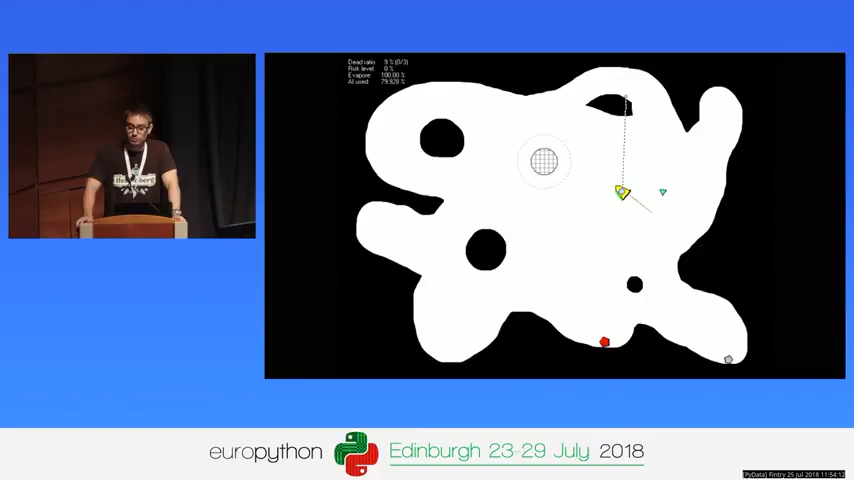 Dead ratio 9 % (0/3)
Risk level: 0 %
Evapore: 100.00 %
AI used: 79.928 %
europython
Edinburgh 23-29 July 2018
[PyData] Fintry 25 Jul 2018 11:54:12